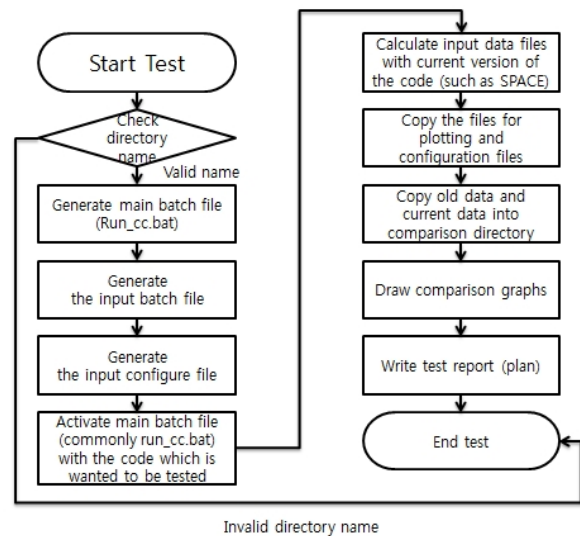 Start Test
Check
directory
name
Valid name
Generate main batch file
(Run_cc.bat)
Generate
the input batch file
Generate
the input configure file
Activate main batch file
(commonly run_cc.bat)
with the code which is
wanted to be tested
Calculate input data files
with current version of
the code (such as SPACE)
Copy the files for
plotting and
configuration files
Copy old data and
current data into
comparison directory
Draw comparison graphs
Write test report (plan)
End test
Invalid directory name